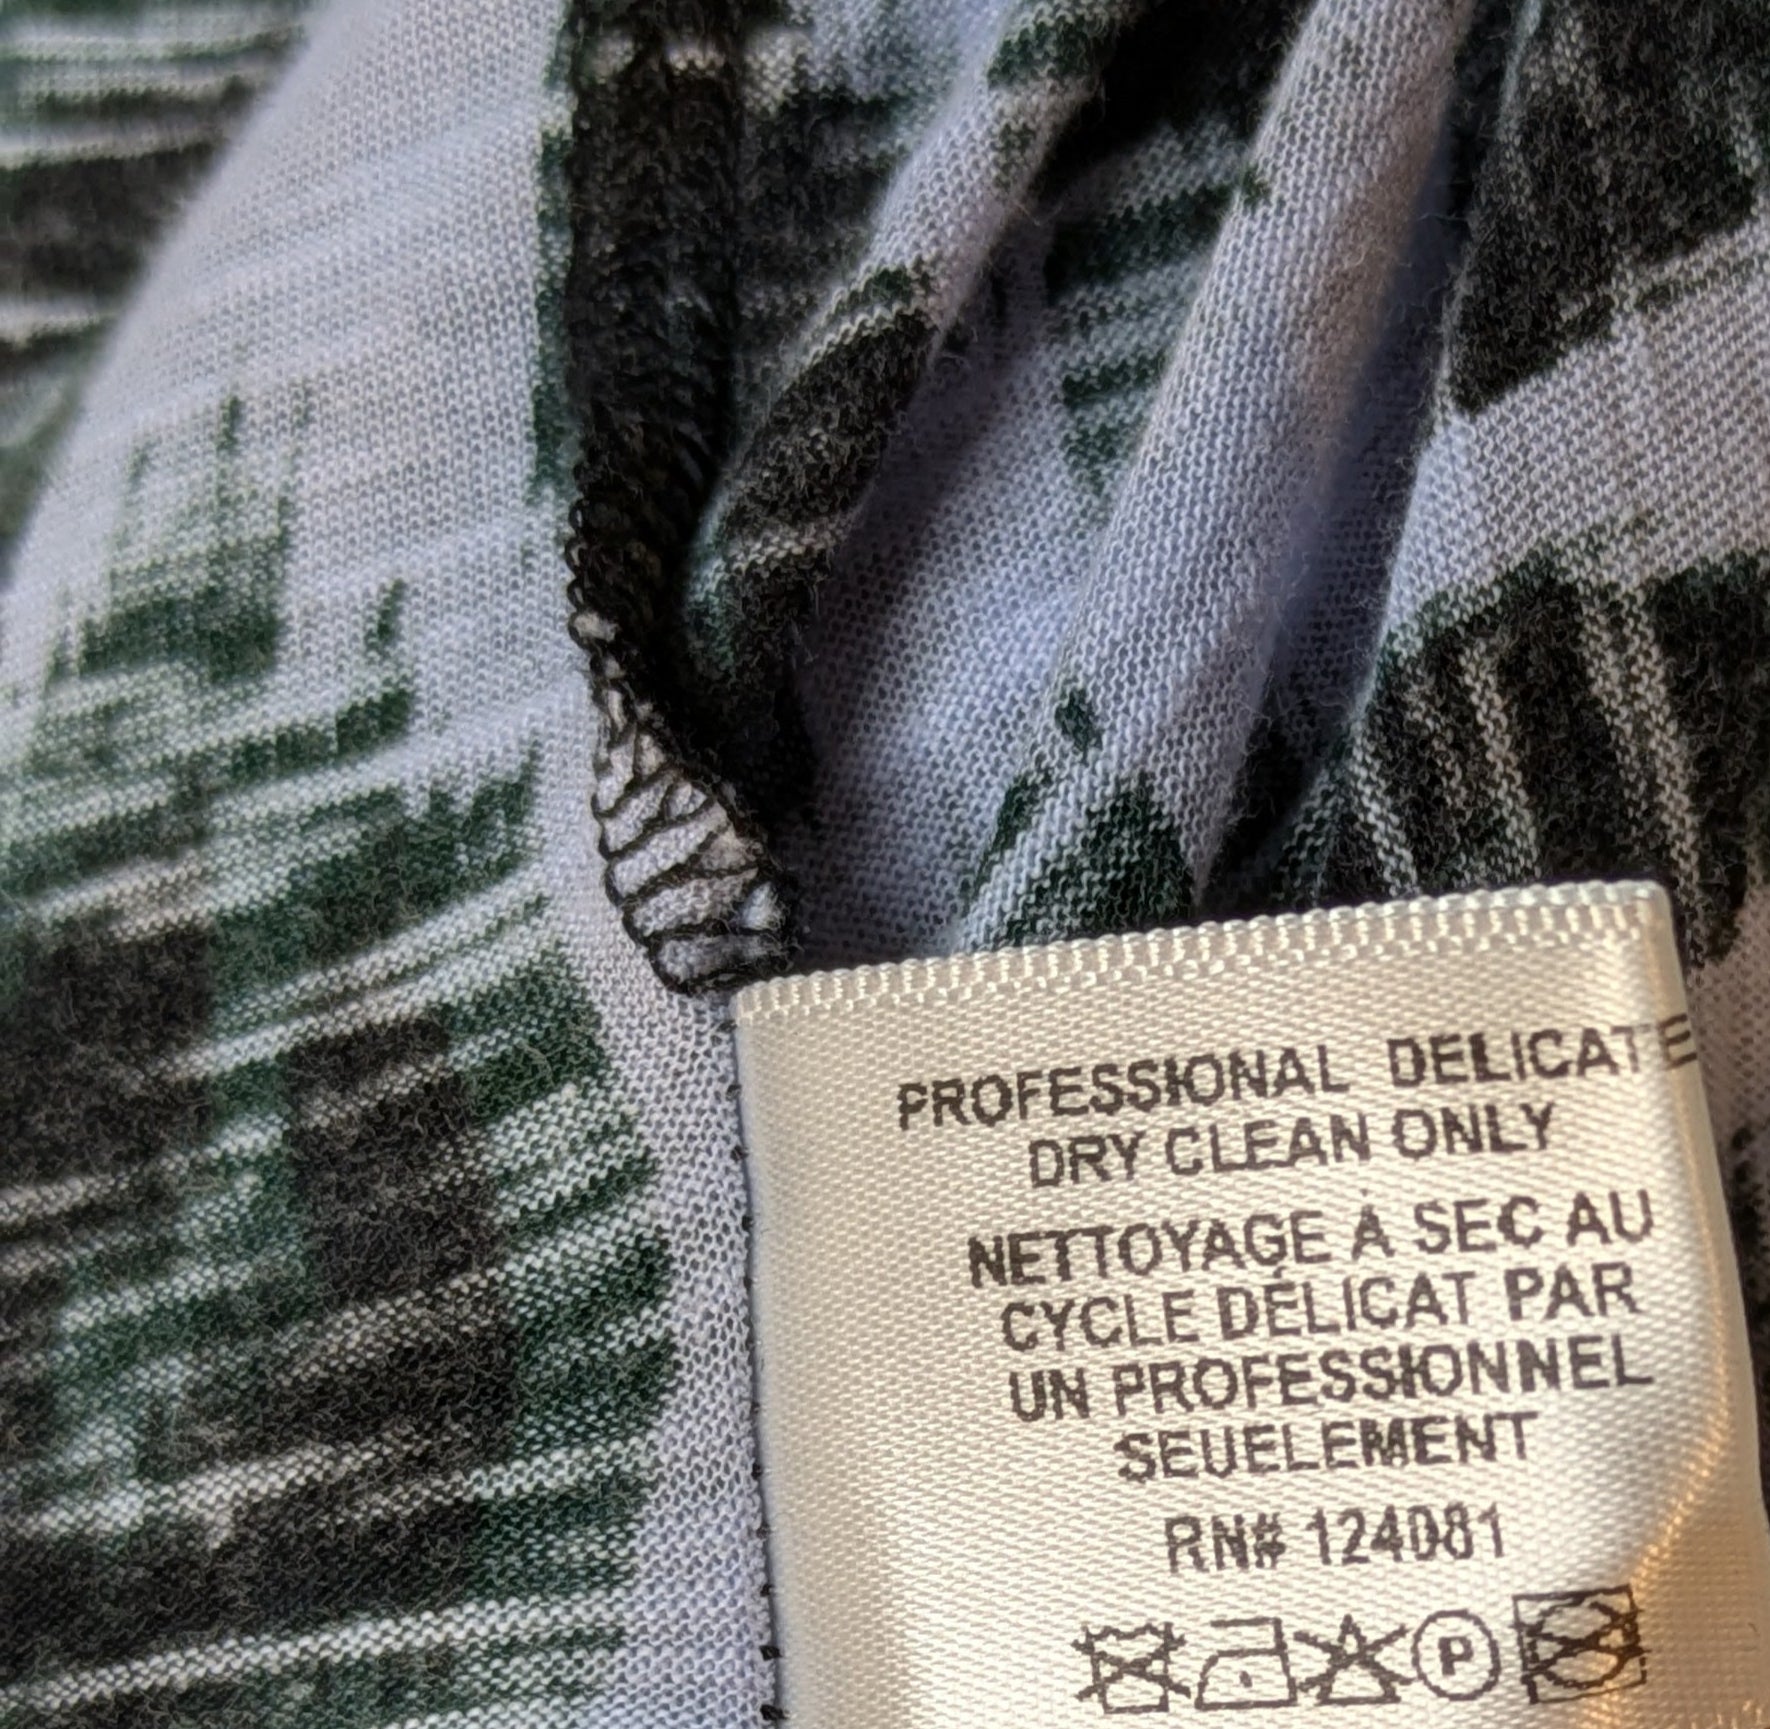 PROFESSIONAL DELICATE
DRY CLEAN ONLY
NETTOYAGE À SEC AU
CYCLE DÉLICAT PAR
UN PROFESSIONNEL
SEUELEMENT
RN# 124081
P